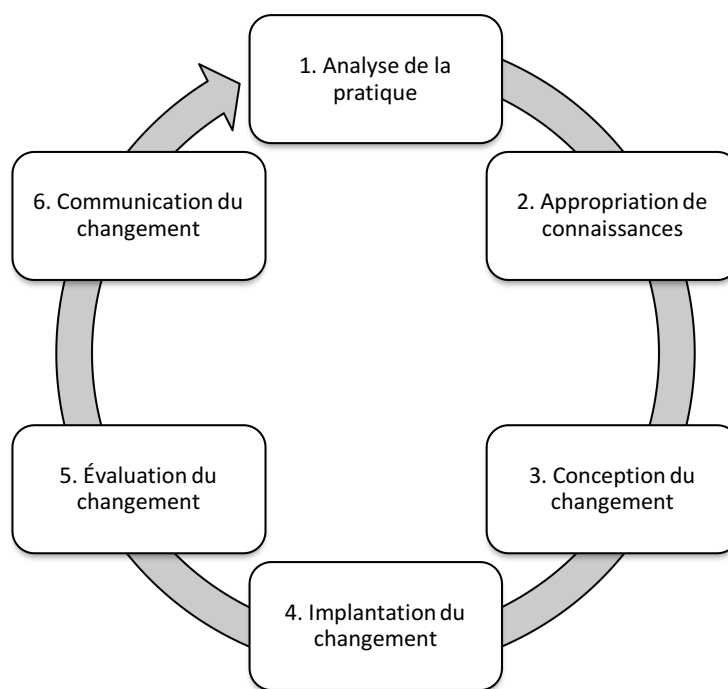 1. Analyse de la
pratique
2. Appropriation de
connaissances
3. Conception du
changement
4. Implantation du
changement
5. Évaluation du
changement
6. Communication du
changement